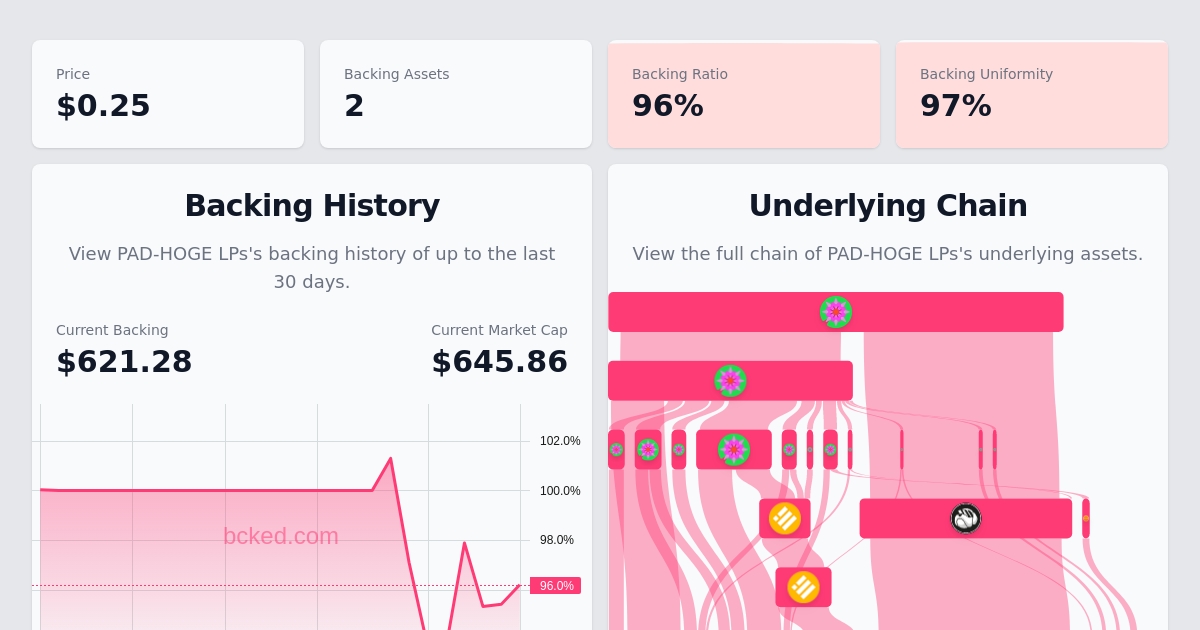 Price
$0.25
Backing Assets
2
Backing Ratio
96%
Backing Uniformity
97%
Backing History
View PAD-HOGE LPs's backing history of up to the last
30 days.
Current Backing
$621.28
Current Market Cap
$645.86
102.0%
100.0%
98.0%
96.0%
bcked.com
Underlying Chain
View the full chain of PAD-HOGE LPs's underlying assets.